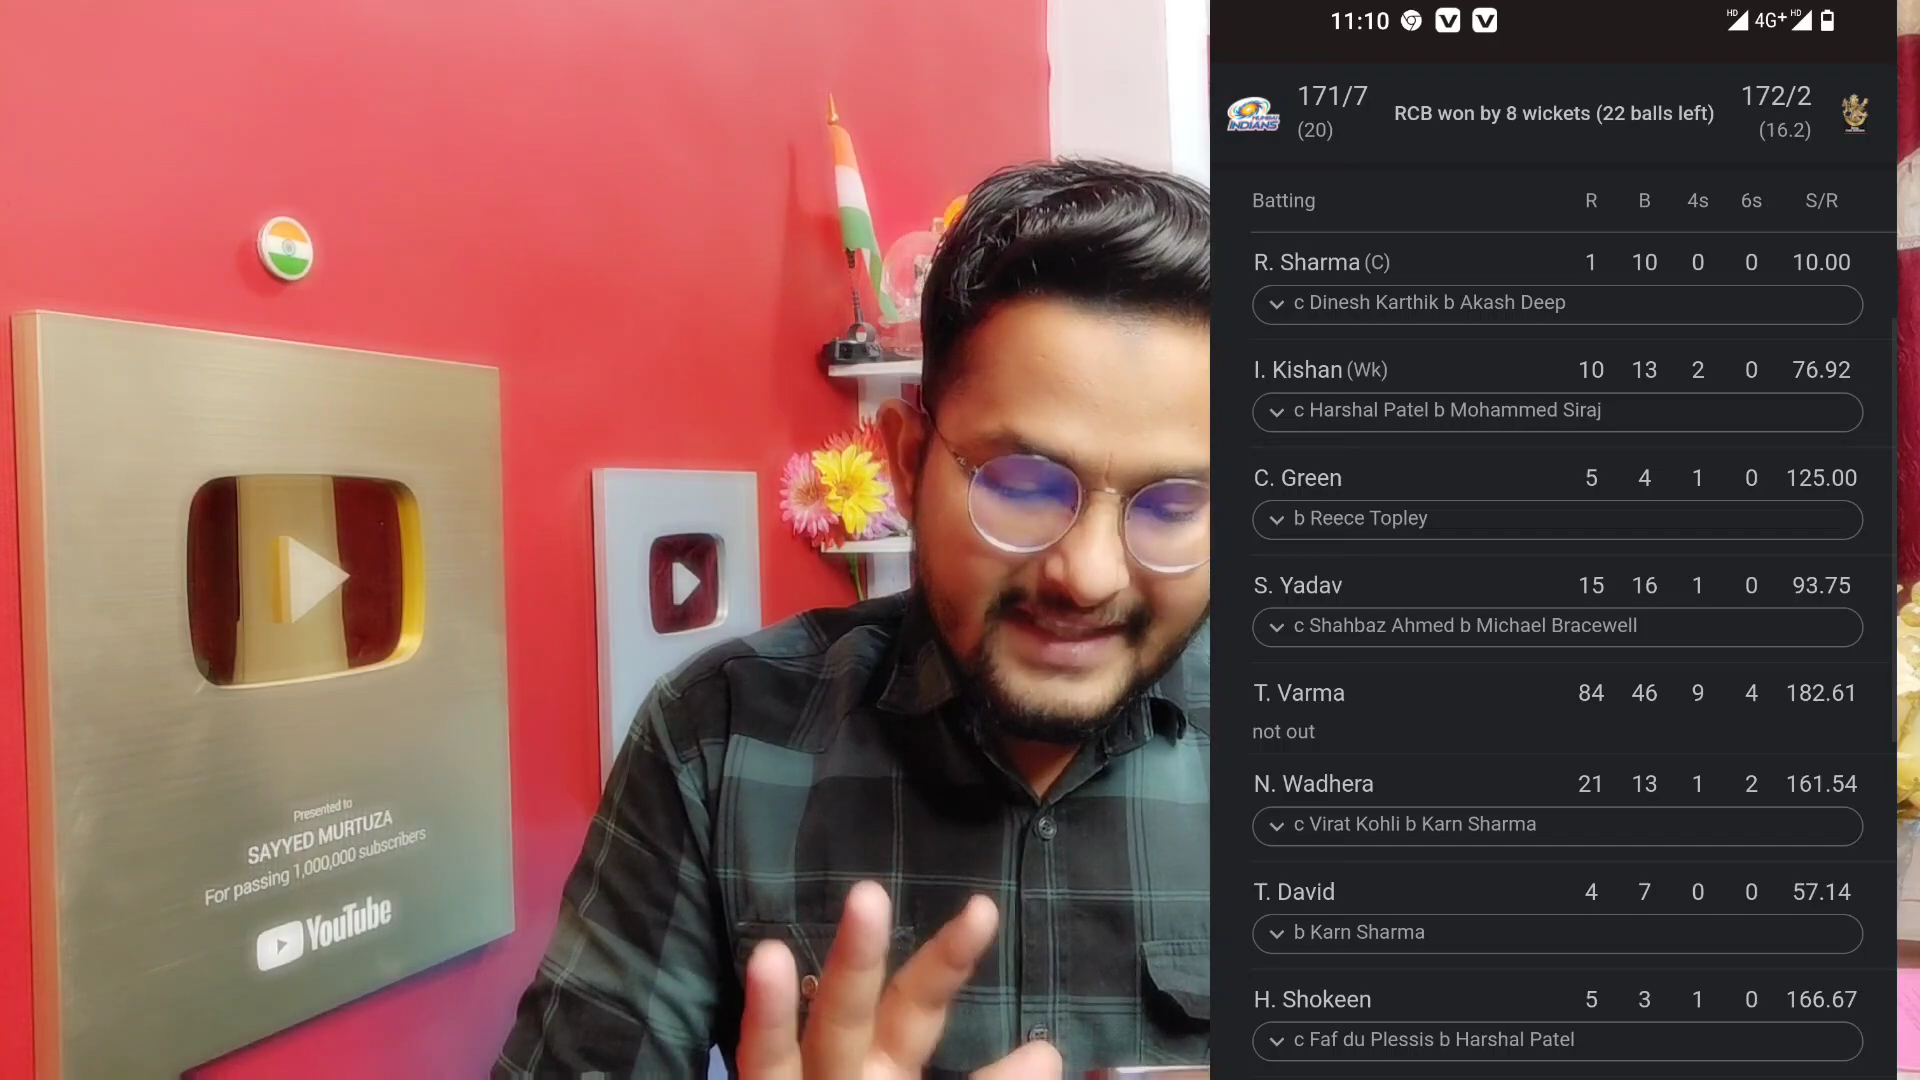 11:10
HD 4G+ HD
171/7
(20)
RCB won by 8 wickets (22 balls left)
172/2
(16.2)
INDIANS
Batting R B 4s 6s S/R
R. Sharma (C) 1 10 0 0 10.00
c Dinesh Karthik b Akash Deep
I. Kishan (Wk) 10 13 2 0 76.92
c Harshal Patel b Mohammed Siraj
C. Green 5 4 1 0 125.00
b Reece Topley
S. Yadav 15 16 1 0 93.75
c Shahbaz Ahmed b Michael Bracewell
T. Varma 84 46 9 4 182.61
not out
N. Wadhera 21 13 1 2 161.54
c Virat Kohli b Karn Sharma
T. David 4 7 0 0 57.14
b Karn Sharma
H. Shokeen 5 3 1 0 166.67
c Faf du Plessis b Harshal Patel
Presented to
SAYYED MURTUZA
For passing 1,000,000 subscribers
YouTube